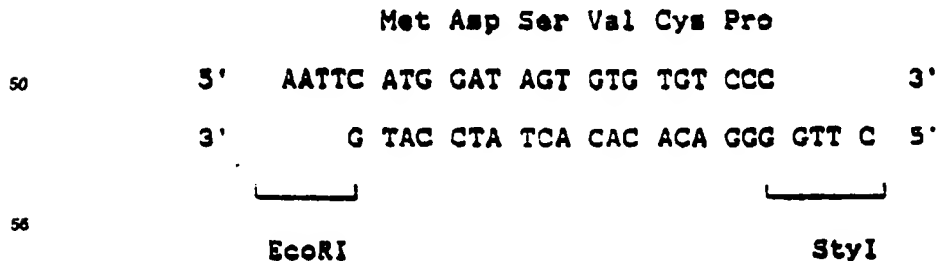 Met Asp Ser Val Cys Pro
50 5' AATTC ATG GAT AGT GTG TGT CCC 3'
3' G TAC CTA TCA CAC ACA GGG GTT C 5'
55
EcoRI StyI